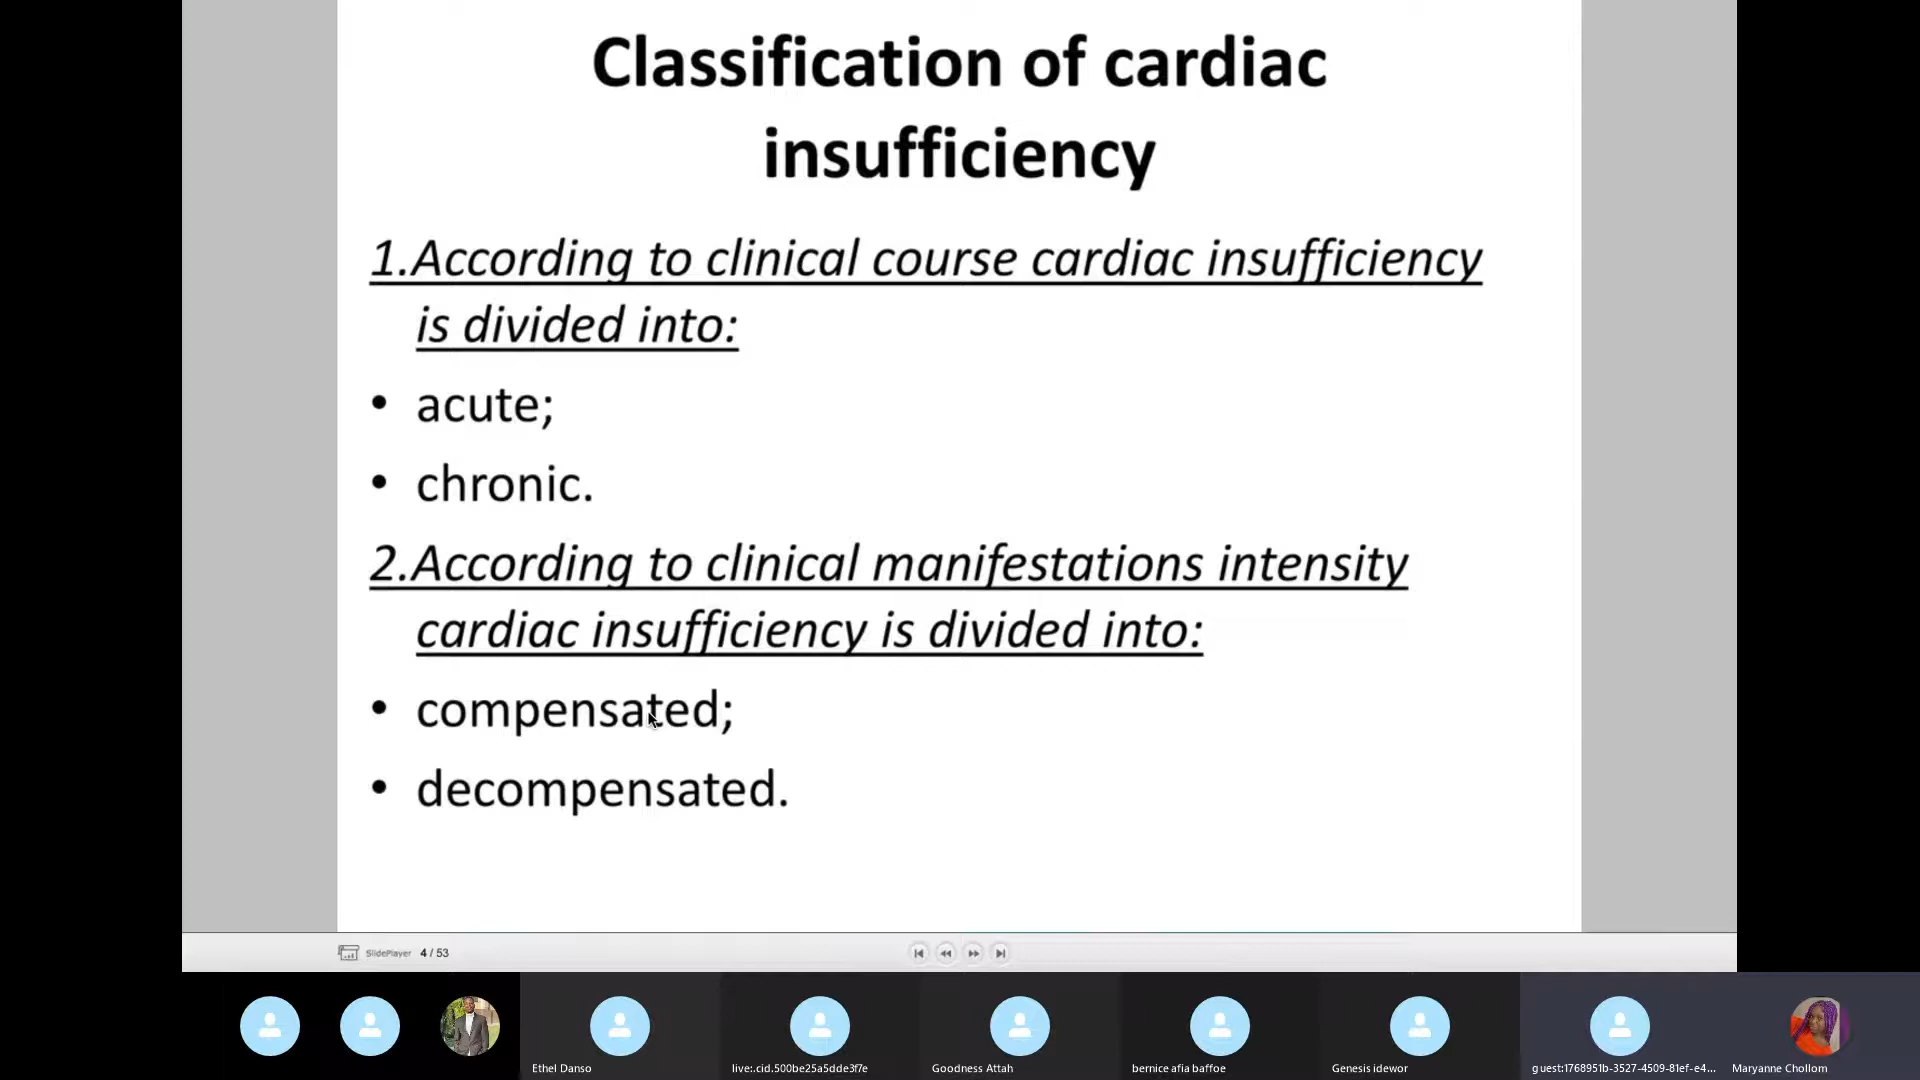 Classification of cardiac
insufficiency
1.According to clinical course cardiac insufficiency
is divided into:
• acute;
• chronic.
2.According to clinical manifestations intensity
cardiac insufficiency is divided into:
• compensated;
• decompensated.
SlidePlayer 4 / 53
Ethel Danso
live:.cid.500be25a5dde3f7e
Goodness Attah
bernice afia baffoe
Genesis idewor
guest:1768951b-3527-4509-81ef-e4...
Maryanne Chollom